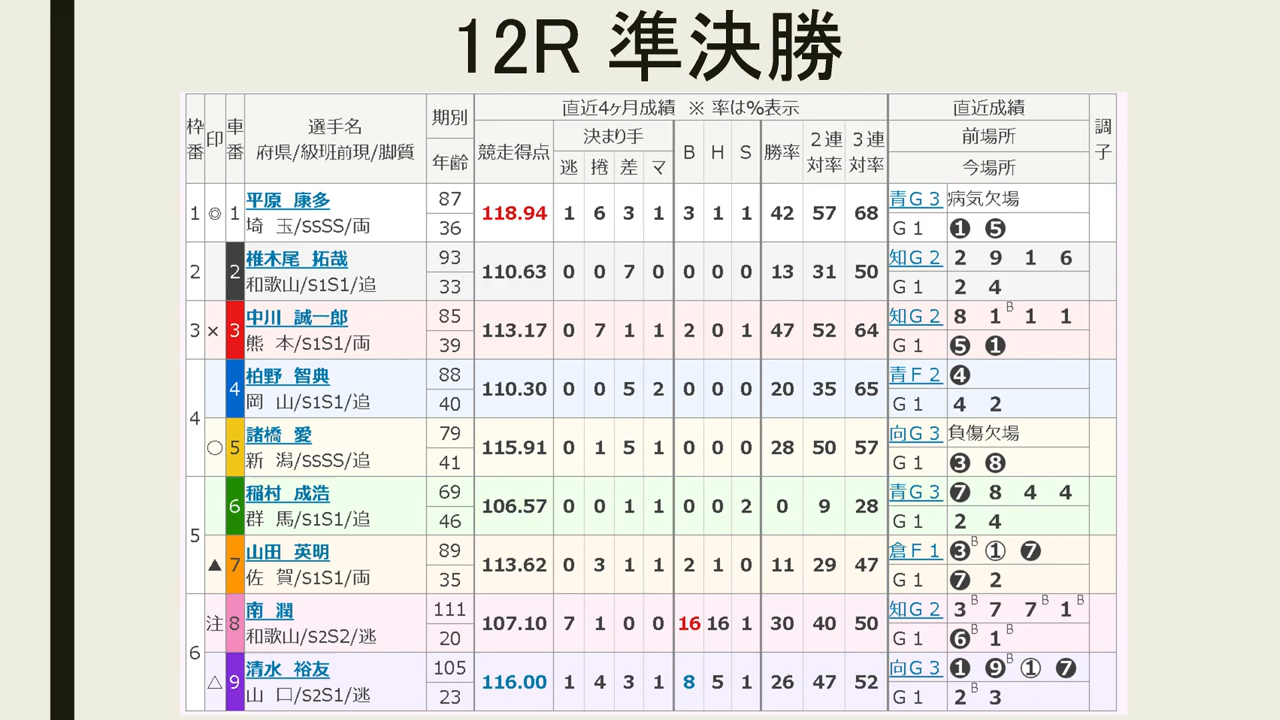 12R 準決勝
枠番 印 車番 選手名 府県/級班前現/脚質 期別 年齢 直近4ヶ月成績 ※ 率は%表示 直近成績 調子
競走得点 決まり手 B H S 勝率 2連対率 3連対率 前場所 今場所
逃 捲 差 マ
1 ◎ 1 平原 康多 87 118.94 1 6 3 1 3 1 1 42 57 68 青G3 病気欠場
埼 玉/SSSS/両 36 G1 ❶ ❺
2 2 椎木尾 拓哉 93 110.63 0 0 7 0 0 0 0 13 31 50 知G2 2 9 1 6
和歌山/S1S1/追 33 G1 2 4
3 × 3 中川 誠一郎 85 113.17 0 7 1 1 2 0 1 47 52 64 知G2 8 1B 1 1
熊 本/S1S1/両 39 G1 ❺ ❶
4 4 柏野 智典 88 110.30 0 0 5 2 0 0 0 20 35 65 青F2 ❹
岡 山/S1S1/追 40 G1 4 2
○ 5 諸橋 愛 79 115.91 0 1 5 1 0 0 0 28 50 57 向G3 負傷欠場
新 潟/SSSS/追 41 G1 ❸ ❽
5 6 稲村 成浩 69 106.57 0 0 1 1 0 0 2 0 9 28 青G3 ❼ 8 4 4
群 馬/S1S1/追 46 G1 2 4
▲ 7 山田 英明 89 113.62 0 3 1 1 2 1 0 11 29 47 倉F1 ❸B ① ❼
佐 賀/S1S1/両 35 G1 ❼ 2
6 注 8 南 潤 111 107.10 7 1 0 0 16 16 1 30 40 50 知G2 3B 7 7B 1B
和歌山/S2S2/逃 20 G1 ❻B 1B
△ 9 清水 裕友 105 116.00 1 4 3 1 8 5 1 26 47 52 向G3 ❶ ❾B ① ❼
山 口/S2S1/逃 23 G1 2B 3